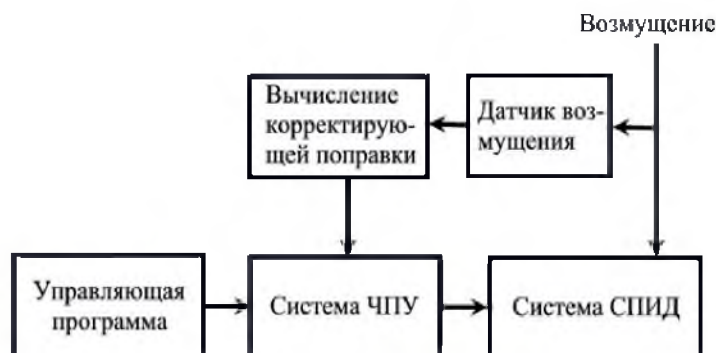 Возмущение
Вычисление
корректирую-
щей поправки
Датчик воз-
мущения
Управляющая
программа
Система ЧПУ
Система СПИД